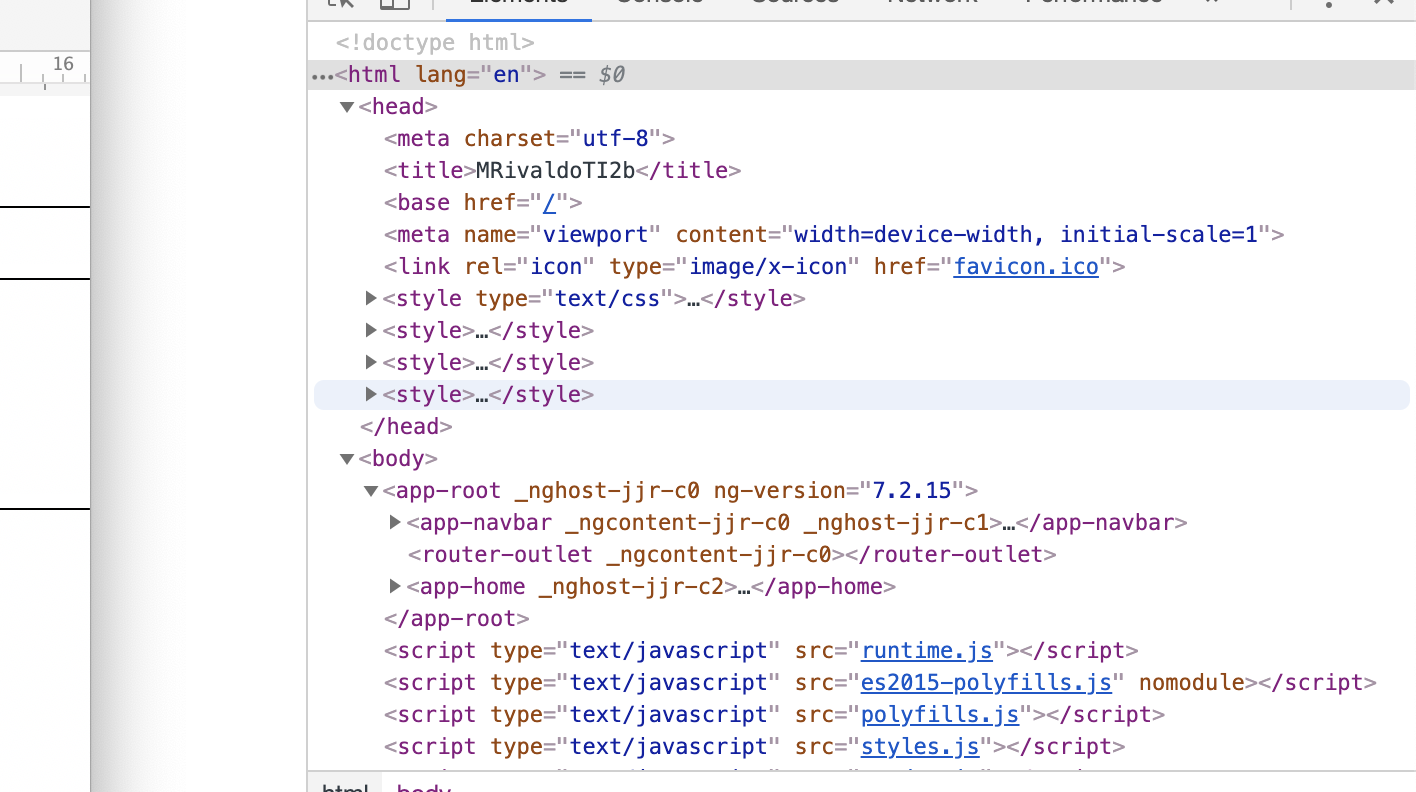 Elements Console Sources Network Performance »
16
<!doctype html>
…<html lang="en"> == $0
▼<head>
<meta charset="utf-8">
<title>MRivaldoTI2b</title>
<base href="/">
<meta name="viewport" content="width=device-width, initial-scale=1">
<link rel="icon" type="image/x-icon" href="favicon.ico">
▶<style type="text/css">…</style>
▶<style>…</style>
▶<style>…</style>
▶<style>…</style>
</head>
▼<body>
▼<app-root _nghost-jjr-c0 ng-version="7.2.15">
▶<app-navbar _ngcontent-jjr-c0 _nghost-jjr-c1>…</app-navbar>
<router-outlet _ngcontent-jjr-c0></router-outlet>
▶<app-home _nghost-jjr-c2>…</app-home>
</app-root>
<script type="text/javascript" src="runtime.js"></script>
<script type="text/javascript" src="es2015-polyfills.js" nomodule></script>
<script type="text/javascript" src="polyfills.js"></script>
<script type="text/javascript" src="styles.js"></script>
html body